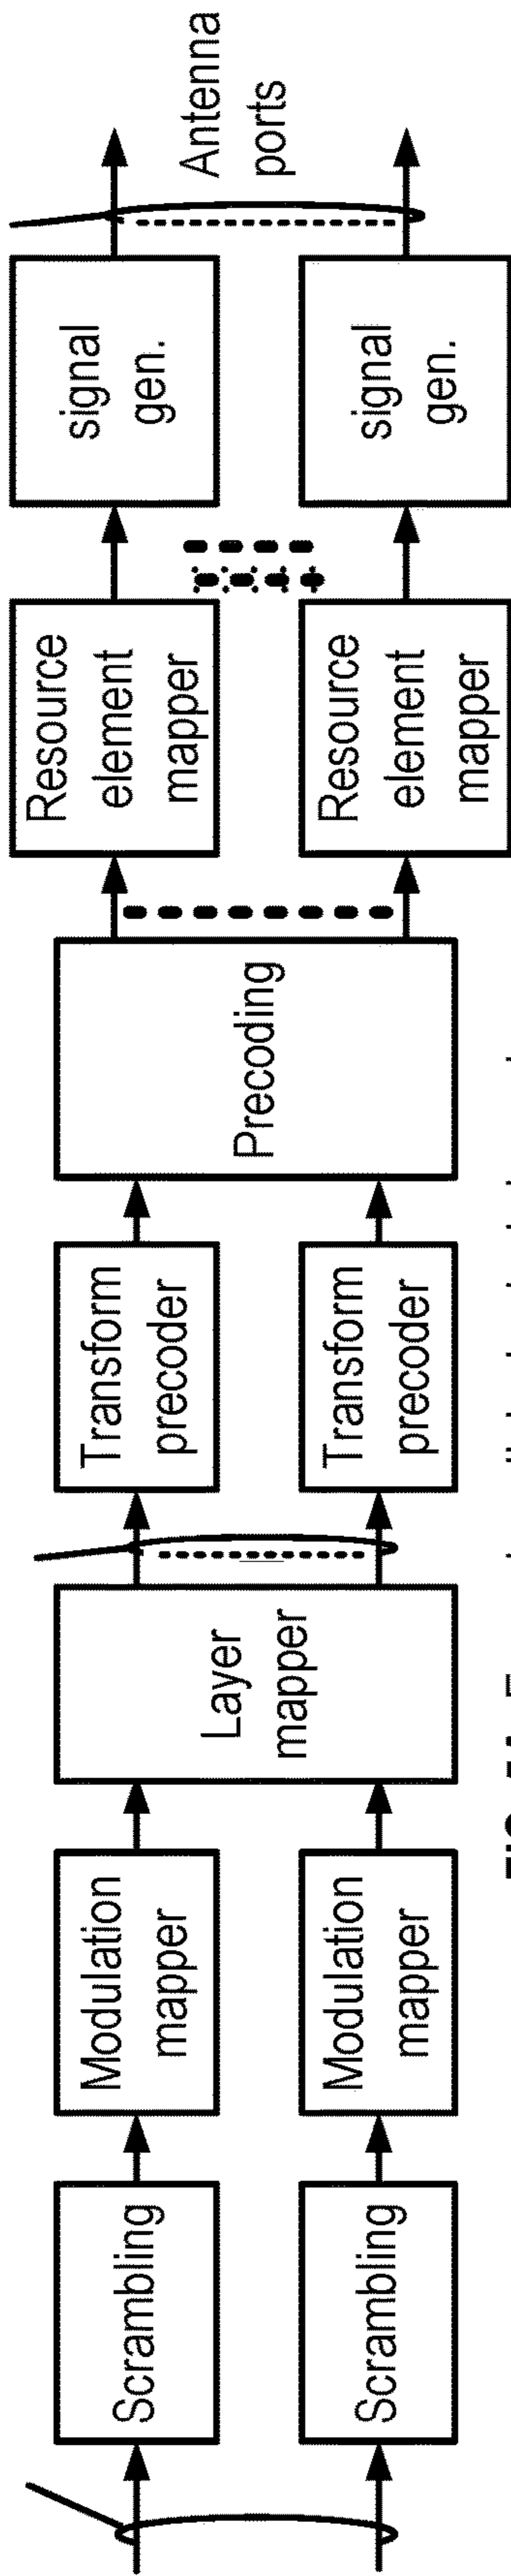 Scrambling
Scrambling
Modulation
mapper
Modulation
mapper
Layer
mapper
Transform
precoder
Transform
precoder
Precoding
Resource
element
mapper
Resource
element
mapper
signal
gen.
signal
gen.
Antenna
ports